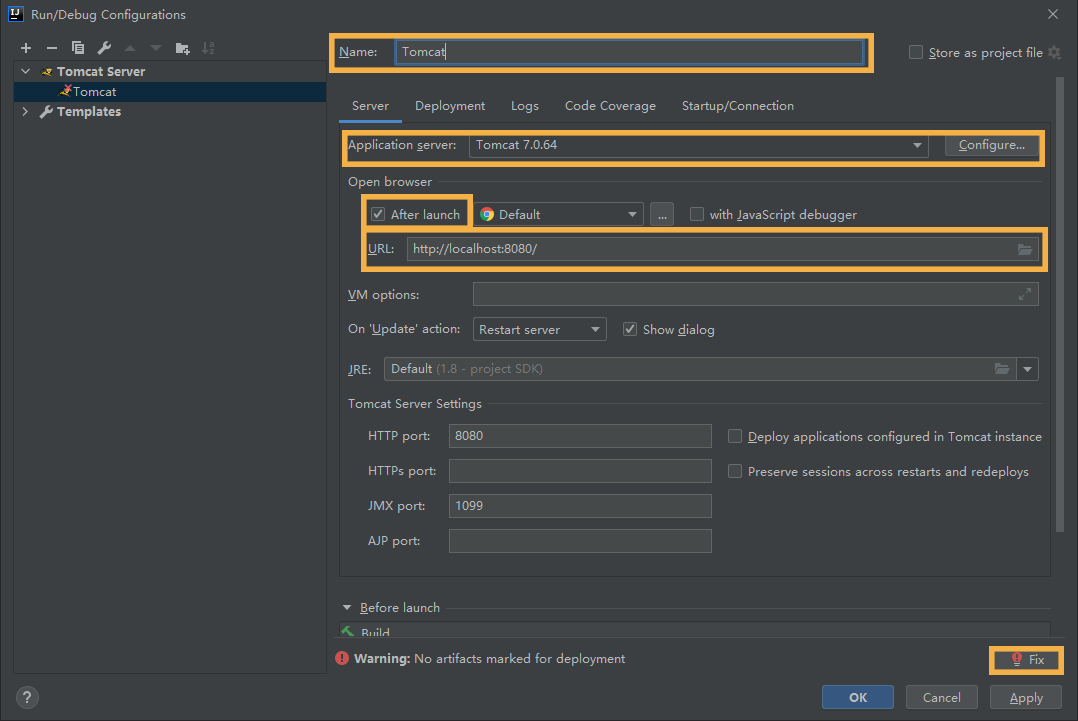 IJ Run/Debug Configurations
Name: Tomcat
Store as project file
Tomcat Server
Tomcat
Templates
Server Deployment Logs Code Coverage Startup/Connection
Application server: Tomcat 7.0.64 Configure...
Open browser
After launch Default ... with JavaScript debugger
URL: http://localhost:8080/
VM options:
On 'Update' action: Restart server Show dialog
JRE: Default (1.8 - project SDK)
Tomcat Server Settings
HTTP port: 8080 Deploy applications configured in Tomcat instance
HTTPs port: Preserve sessions across restarts and redeploys
JMX port: 1099
AJP port:
Before launch
Build
Warning: No artifacts marked for deployment Fix
? OK Cancel Apply